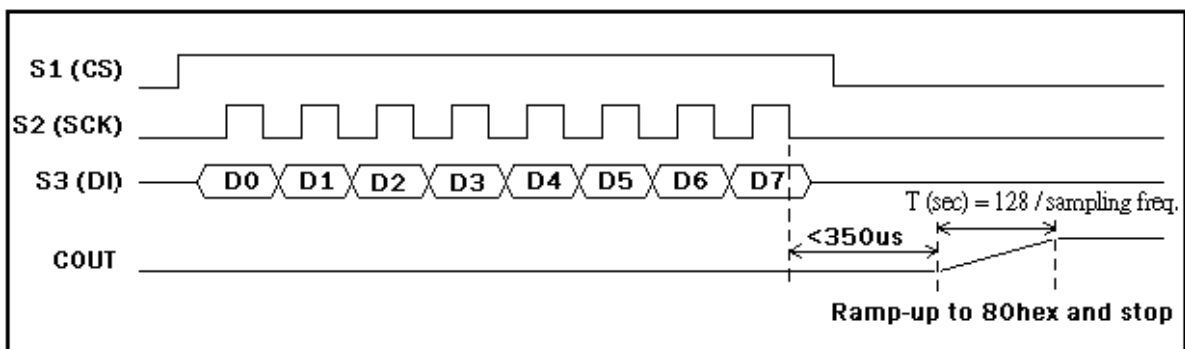 S1 (CS)
S2 (SCK)
S3 (DI)
D0 D1 D2 D3 D4 D5 D6 D7
T (sec) = 128 / sampling freq.
<350us
COUT
Ramp-up to 80hex and stop